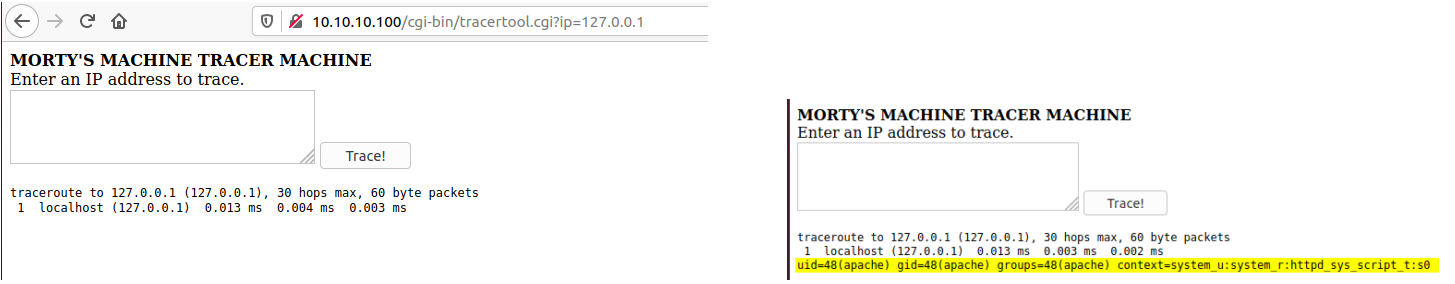 10.10.10.100/cgi-bin/tracertool.cgi?ip=127.0.0.1
MORTY'S MACHINE TRACER MACHINE
Enter an IP address to trace.
Trace!
traceroute to 127.0.0.1 (127.0.0.1), 30 hops max, 60 byte packets
1 localhost (127.0.0.1) 0.013 ms 0.004 ms 0.003 ms
MORTY'S MACHINE TRACER MACHINE
Enter an IP address to trace.
Trace!
traceroute to 127.0.0.1 (127.0.0.1), 30 hops max, 60 byte packets
1 localhost (127.0.0.1) 0.013 ms 0.003 ms 0.002 ms
uid=48(apache) gid=48(apache) groups=48(apache) context=system_u:system_r:httpd_sys_script_t:s0